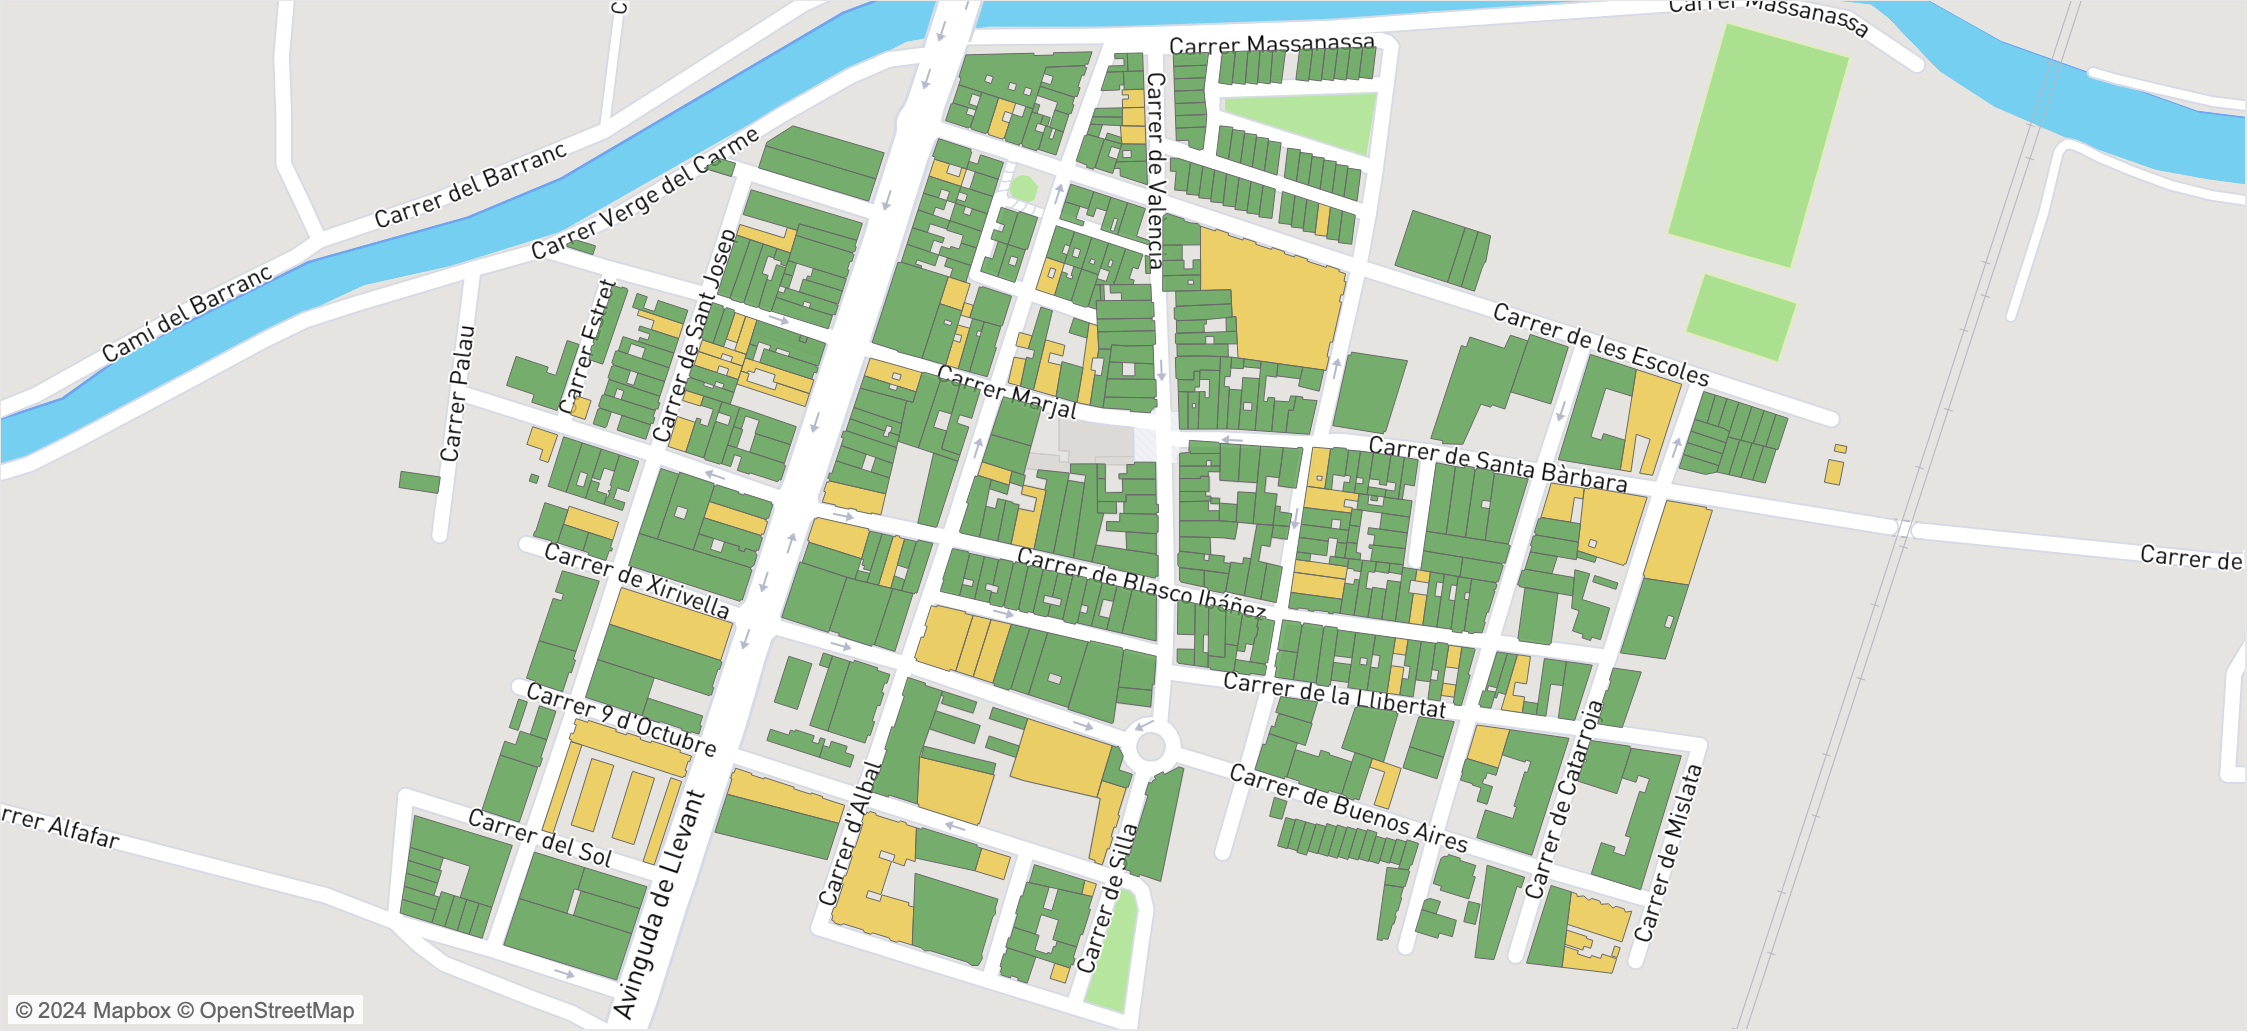 Carrer Massanassa
Carrer Massanassa
Carrer de Valencia
Carrer del Barranc
Carrer Verge del Carme
Camí del Barranc
Carrer de Sant Josep
Carrer Estret
Carrer Palau
Carrer de les Escoles
Carrer Marjal
Carrer de Santa Bàrbara
Carrer de
Carrer de Xirivella
Carrer de Blasco Ibáñez
Carrer 9 d'Octubre
Carrer de la Llibertat
Carrer de Catarroja
Carrer de Mislata
Carrer de Buenos Aires
Carrer d'Albal
Carrer de Silla
Carrer del Sol
rrer Alfafar
Avinguda de Llevant
© 2024 Mapbox © OpenStreetMap